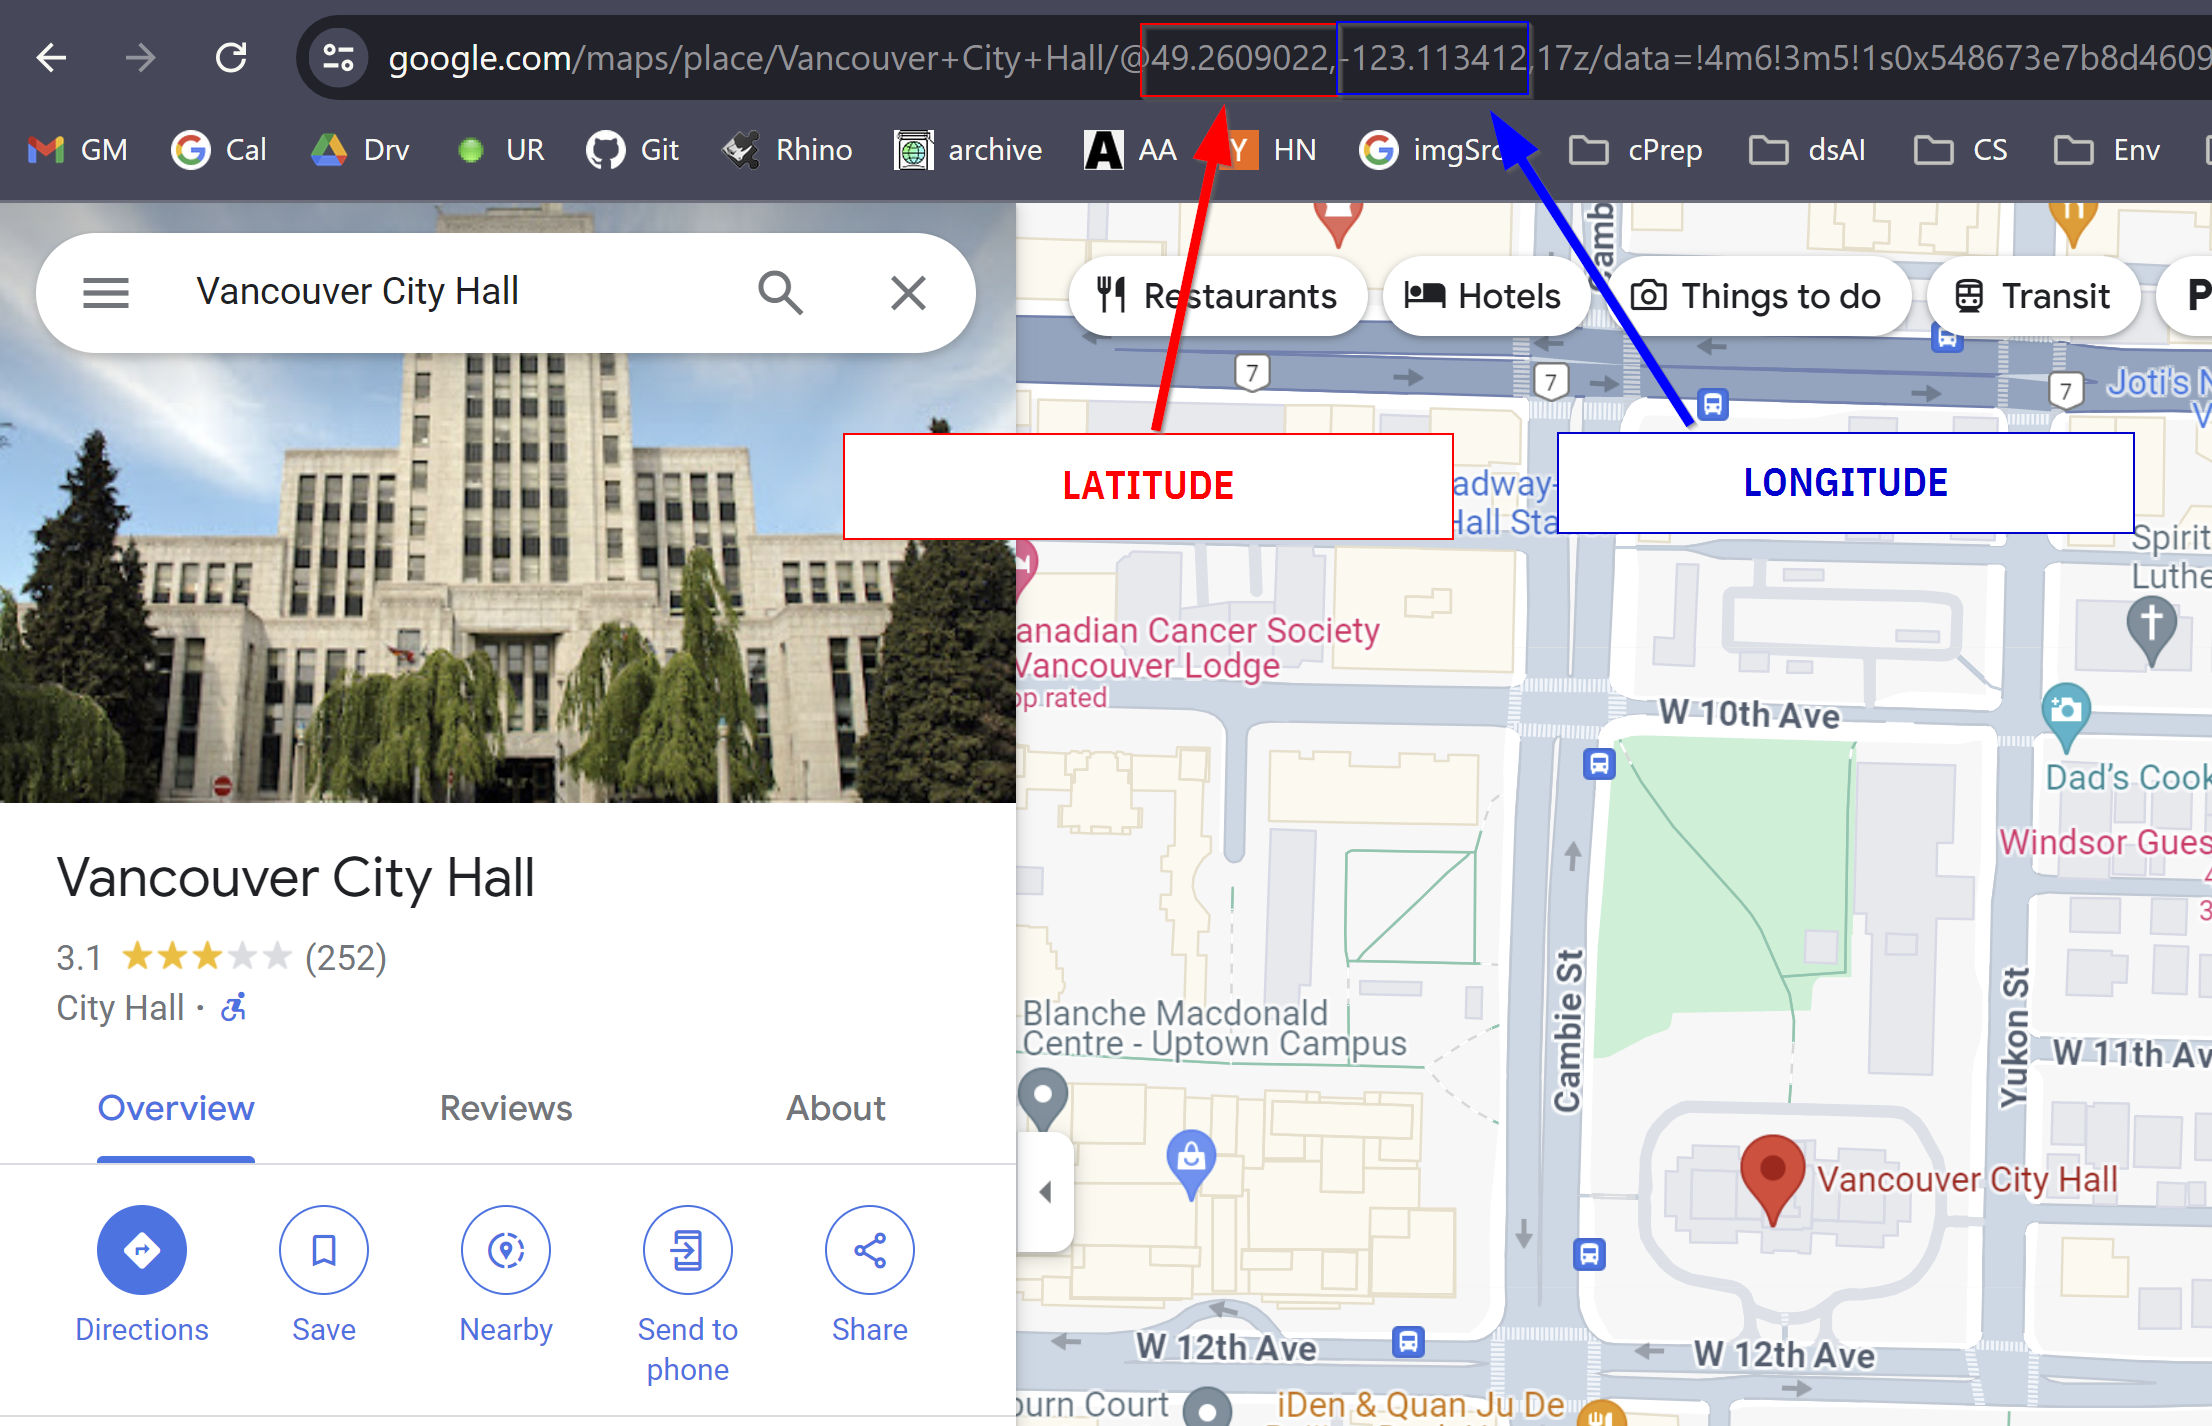 google.com/maps/place/Vancouver+City+Hall/@49.2609022,-123.113412,17z/data=!4m6!3m5!1s0x548673e7b8d4609
GM Cal Drv UR Git Rhino archive AA HN imgSrc cPrep dsAI CS Env
Vancouver City Hall
Restaurants Hotels Things to do Transit P
LATITUDE
LONGITUDE
Vancouver City Hall
3.1 (252)
City Hall ·
Overview Reviews About
Directions Save Nearby Send to phone Share
Camb
7 7 7
Joti's N
V
adway-
Hall Sta
Spirit
Luthe
anadian Cancer Society
Vancouver Lodge
op rated
W 10th Ave
Dad's Cook
Windsor Gues
4
3
Blanche Macdonald
Centre - Uptown Campus
Cambie St
Yukon St
W 11th Av
Vancouver City Hall
W 12th Ave
W 12th Ave
burn Court
iDen & Quan Ju De